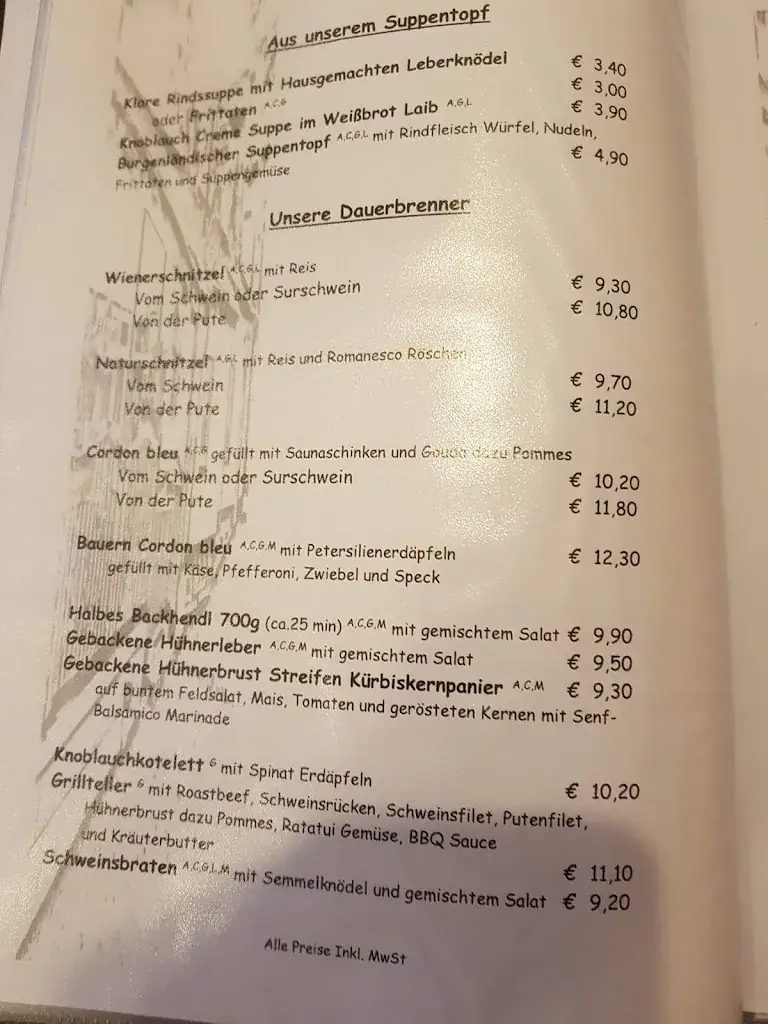 Aus unserem Suppentopf
Klare Rindssuppe mit Hausgemachten Leberknödel € 3,40
oder Frittaten A,C,G € 3,00
Knoblauch Creme Suppe im Weißbrot Laib A,G,L € 3,90
Burgenländischer Suppentopf A,C,G,L mit Rindfleisch Würfel, Nudeln,
Frittaten und Suppengemüse € 4,90
Unsere Dauerbrenner
Wienerschnitzel A,C,G,L mit Reis
Vom Schwein oder Surschwein € 9,30
Von der Pute € 10,80
Naturschnitzel A,G,L mit Reis und Romanesco Röschen
Vom Schwein € 9,70
Von der Pute € 11,20
Cordon bleu A,C,G gefüllt mit Saunaschinken und Gouda dazu Pommes
Vom Schwein oder Surschwein € 10,20
Von der Pute € 11,80
Bauern Cordon bleu A,C,G,M mit Petersilienerdäpfeln € 12,30
gefüllt mit Käse, Pfefferoni, Zwiebel und Speck
Halbes Backhendl 700g (ca.25 min) A,C,G,M mit gemischtem Salat € 9,90
Gebackene Hühnerleber A,C,G,M mit gemischtem Salat € 9,50
Gebackene Hühnerbrust Streifen Kürbiskernpanier A,C,M € 9,30
auf buntem Feldsalat, Mais, Tomaten und gerösteten Kernen mit Senf-
Balsamico Marinade
Knoblauchkotelett G mit Spinat Erdäpfeln € 10,20
Grillteller G mit Roastbeef, Schweinsrücken, Schweinsfilet, Putenfilet,
Hühnerbrust dazu Pommes, Ratatui Gemüse, BBQ Sauce
und Kräuterbutter € 11,10
Schweinsbraten A,C,G,L,M mit Semmelknödel und gemischtem Salat € 9,20
Alle Preise Inkl. MwSt